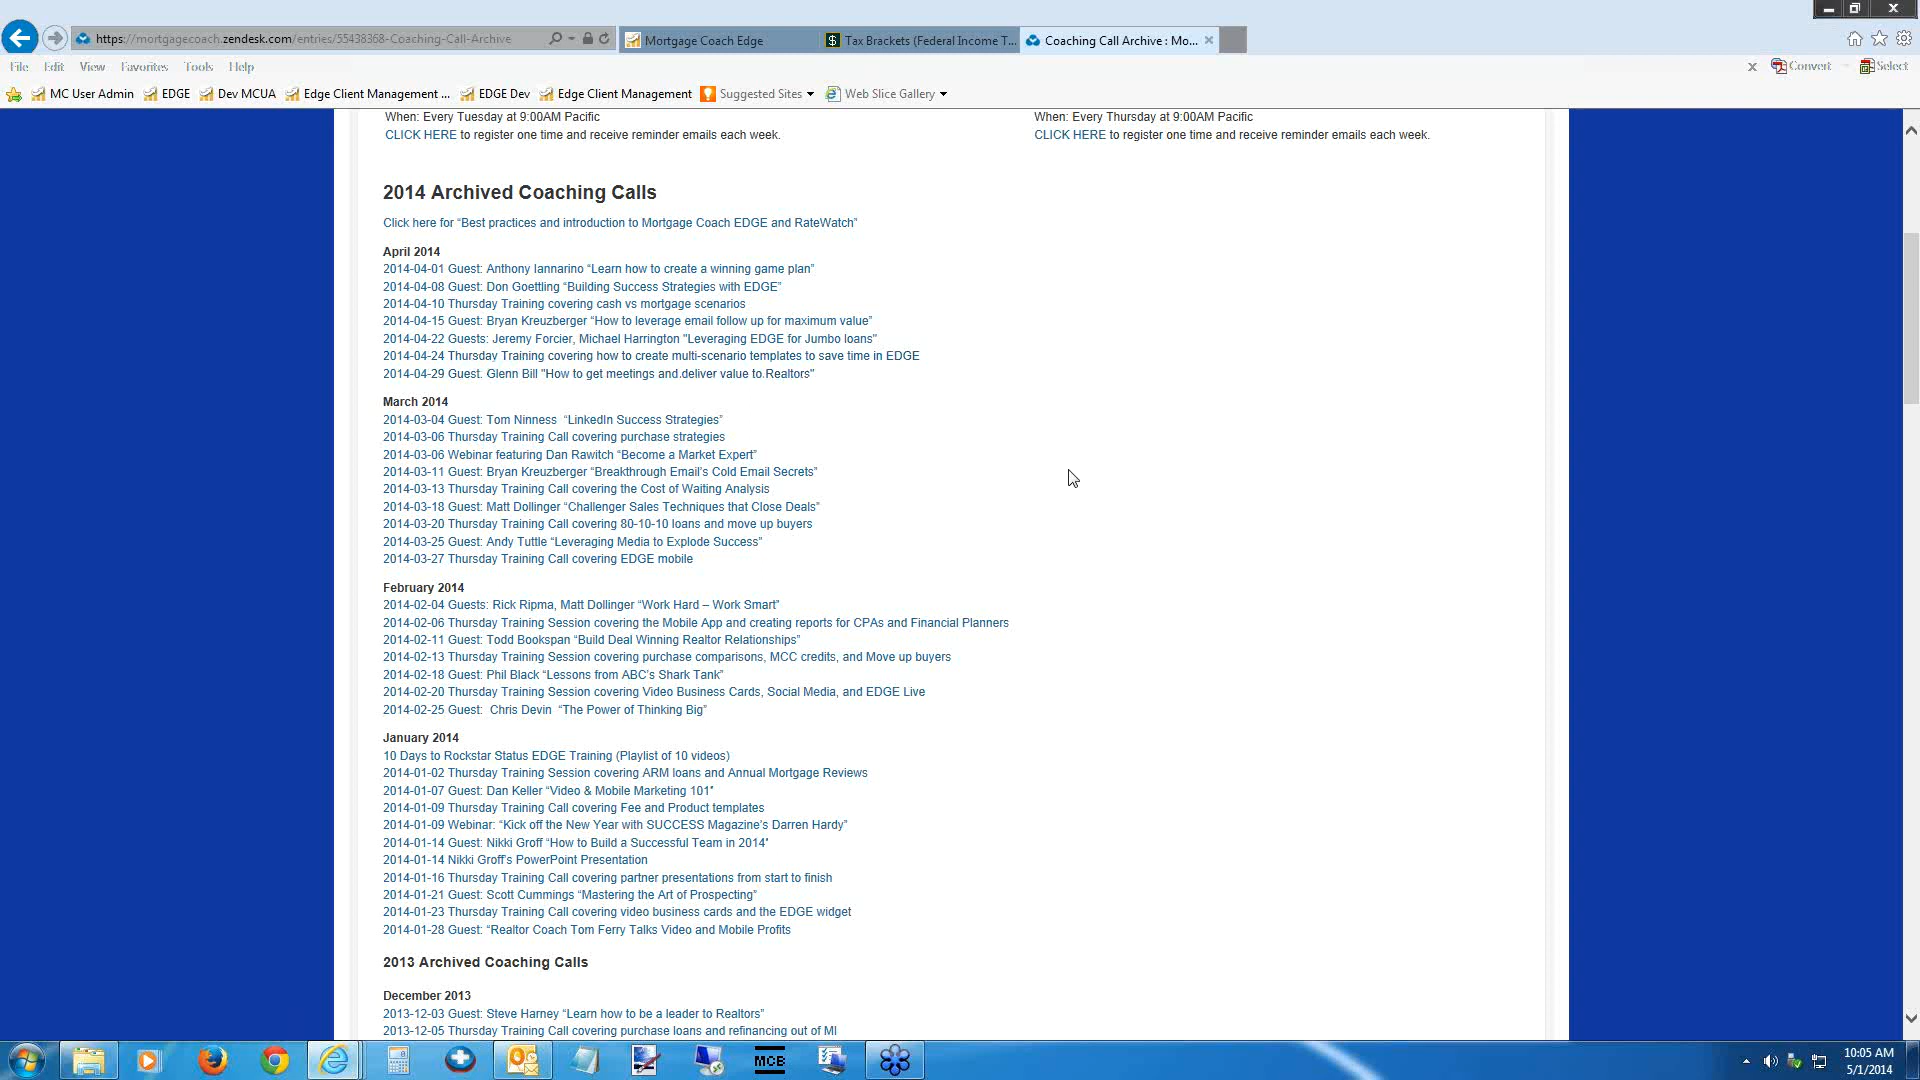 https://mortgagecoach.zendesk.com/entries/55438368-Coaching-Call-Archive
Mortgage Coach Edge
Tax Brackets (Federal Income T...
Coaching Call Archive : Mo...
File Edit View Favorites Tools Help
Convert
Select
MC User Admin
EDGE
Dev MCUA
Edge Client Management ...
EDGE Dev
Edge Client Management
Suggested Sites
Web Slice Gallery
When: Every Tuesday at 9:00AM Pacific
CLICK HERE to register one time and receive reminder emails each week.
When: Every Thursday at 9:00AM Pacific
CLICK HERE to register one time and receive reminder emails each week.
2014 Archived Coaching Calls
Click here for “Best practices and introduction to Mortgage Coach EDGE and RateWatch”
April 2014
2014-04-01 Guest: Anthony Iannarino “Learn how to create a winning game plan”
2014-04-08 Guest: Don Goettling “Building Success Strategies with EDGE”
2014-04-10 Thursday Training covering cash vs mortgage scenarios
2014-04-15 Guest: Bryan Kreuzberger “How to leverage email follow up for maximum value”
2014-04-22 Guests: Jeremy Forcier, Michael Harrington "Leveraging EDGE for Jumbo loans"
2014-04-24 Thursday Training covering how to create multi-scenario templates to save time in EDGE
2014-04-29 Guest: Glenn Bill "How to get meetings and.deliver value to.Realtors"
March 2014
2014-03-04 Guest: Tom Ninness “LinkedIn Success Strategies”
2014-03-06 Thursday Training Call covering purchase strategies
2014-03-06 Webinar featuring Dan Rawitch “Become a Market Expert”
2014-03-11 Guest: Bryan Kreuzberger “Breakthrough Email’s Cold Email Secrets”
2014-03-13 Thursday Training Call covering the Cost of Waiting Analysis
2014-03-18 Guest: Matt Dollinger “Challenger Sales Techniques that Close Deals”
2014-03-20 Thursday Training Call covering 80-10-10 loans and move up buyers
2014-03-25 Guest: Andy Tuttle “Leveraging Media to Explode Success”
2014-03-27 Thursday Training Call covering EDGE mobile
February 2014
2014-02-04 Guests: Rick Ripma, Matt Dollinger “Work Hard – Work Smart”
2014-02-06 Thursday Training Session covering the Mobile App and creating reports for CPAs and Financial Planners
2014-02-11 Guest: Todd Bookspan “Build Deal Winning Realtor Relationships”
2014-02-13 Thursday Training Session covering purchase comparisons, MCC credits, and Move up buyers
2014-02-18 Guest: Phil Black “Lessons from ABC’s Shark Tank”
2014-02-20 Thursday Training Session covering Video Business Cards, Social Media, and EDGE Live
2014-02-25 Guest: Chris Devin “The Power of Thinking Big”
January 2014
10 Days to Rockstar Status EDGE Training (Playlist of 10 videos)
2014-01-02 Thursday Training Session covering ARM loans and Annual Mortgage Reviews
2014-01-07 Guest: Dan Keller “Video & Mobile Marketing 101″
2014-01-09 Thursday Training Call covering Fee and Product templates
2014-01-09 Webinar: “Kick off the New Year with SUCCESS Magazine’s Darren Hardy”
2014-01-14 Guest: Nikki Groff “How to Build a Successful Team in 2014″
2014-01-14 Nikki Groff’s PowerPoint Presentation
2014-01-16 Thursday Training Call covering partner presentations from start to finish
2014-01-21 Guest: Scott Cummings “Mastering the Art of Prospecting”
2014-01-23 Thursday Training Call covering video business cards and the EDGE widget
2014-01-28 Guest: “Realtor Coach Tom Ferry Talks Video and Mobile Profits
2013 Archived Coaching Calls
December 2013
2013-12-03 Guest: Steve Harney “Learn how to be a leader to Realtors”
2013-12-05 Thursday Training Call covering purchase loans and refinancing out of MI
MCB
10:05 AM
5/1/2014